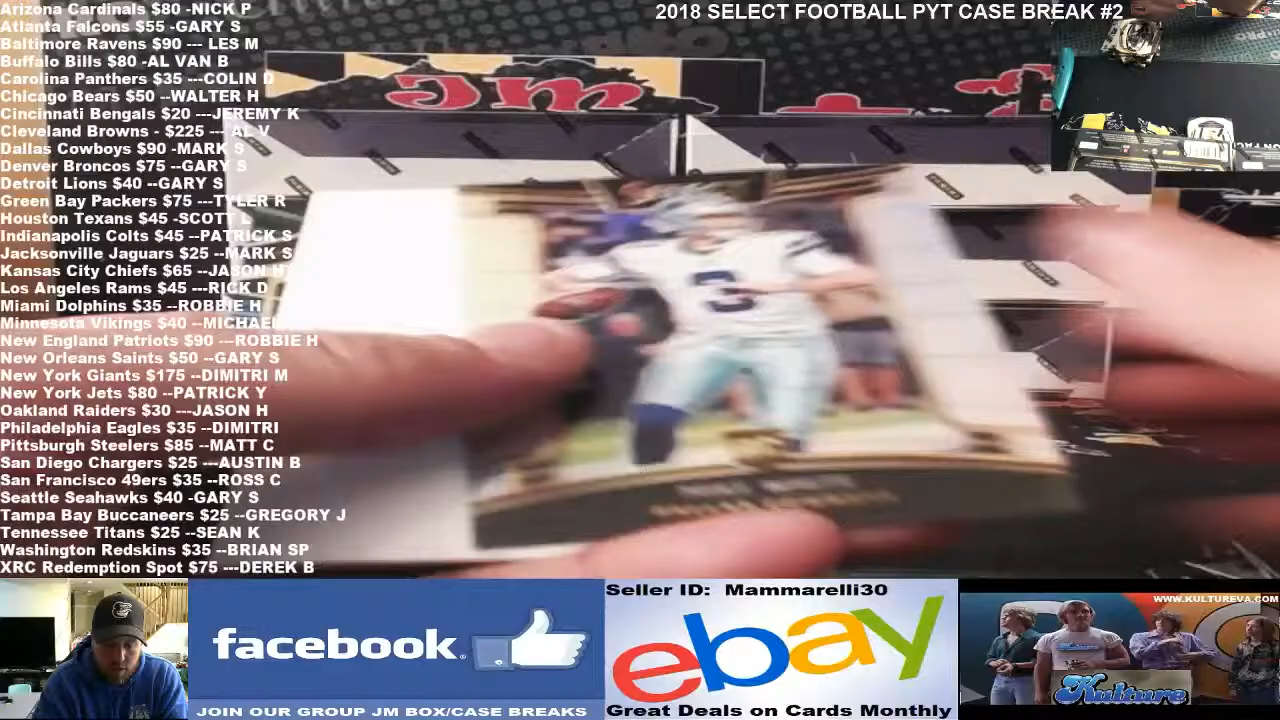 2018 SELECT FOOTBALL PYT CASE BREAK #2
Arizona Cardinals $80 -NICK P
Atlanta Falcons $55 -GARY S
Baltimore Ravens $90 --- LES M
Buffalo Bills $80 -AL VAN B
Carolina Panthers $35 ---COLIN D
Chicago Bears $50 --WALTER H
Cincinnati Bengals $20 ---JEREMY K
Cleveland Browns - $225 --- AL V
Dallas Cowboys $90 -MARK S
Denver Broncos $75 --GARY S
Detroit Lions $40 --GARY S
Green Bay Packers $75 ---TYLER R
Houston Texans $45 -SCOTT L
Indianapolis Colts $45 --PATRICK S
Jacksonville Jaguars $25 --MARK S
Kansas City Chiefs $65 --JASON H
Los Angeles Rams $45 ---RICK D
Miami Dolphins $35 --ROBBIE H
Minnesota Vikings $40 --MICHAEL
New England Patriots $90 ---ROBBIE H
New Orleans Saints $50 --GARY S
New York Giants $175 --DIMITRI M
New York Jets $80 --PATRICK Y
Oakland Raiders $30 ---JASON H
Philadelphia Eagles $35 --DIMITRI
Pittsburgh Steelers $85 --MATT C
San Diego Chargers $25 ---AUSTIN B
San Francisco 49ers $35 --ROSS C
Seattle Seahawks $40 -GARY S
Tampa Bay Buccaneers $25 --GREGORY J
Tennessee Titans $25 --SEAN K
Washington Redskins $35 --BRIAN SP
XRC Redemption Spot $75 ---DEREK B
JM
3
facebook
JOIN OUR GROUP JM BOX/CASE BREAKS
Seller ID: Mammarelli30
ebay
Great Deals on Cards Monthly
WWW.KULTUREVA.COM
Kulture